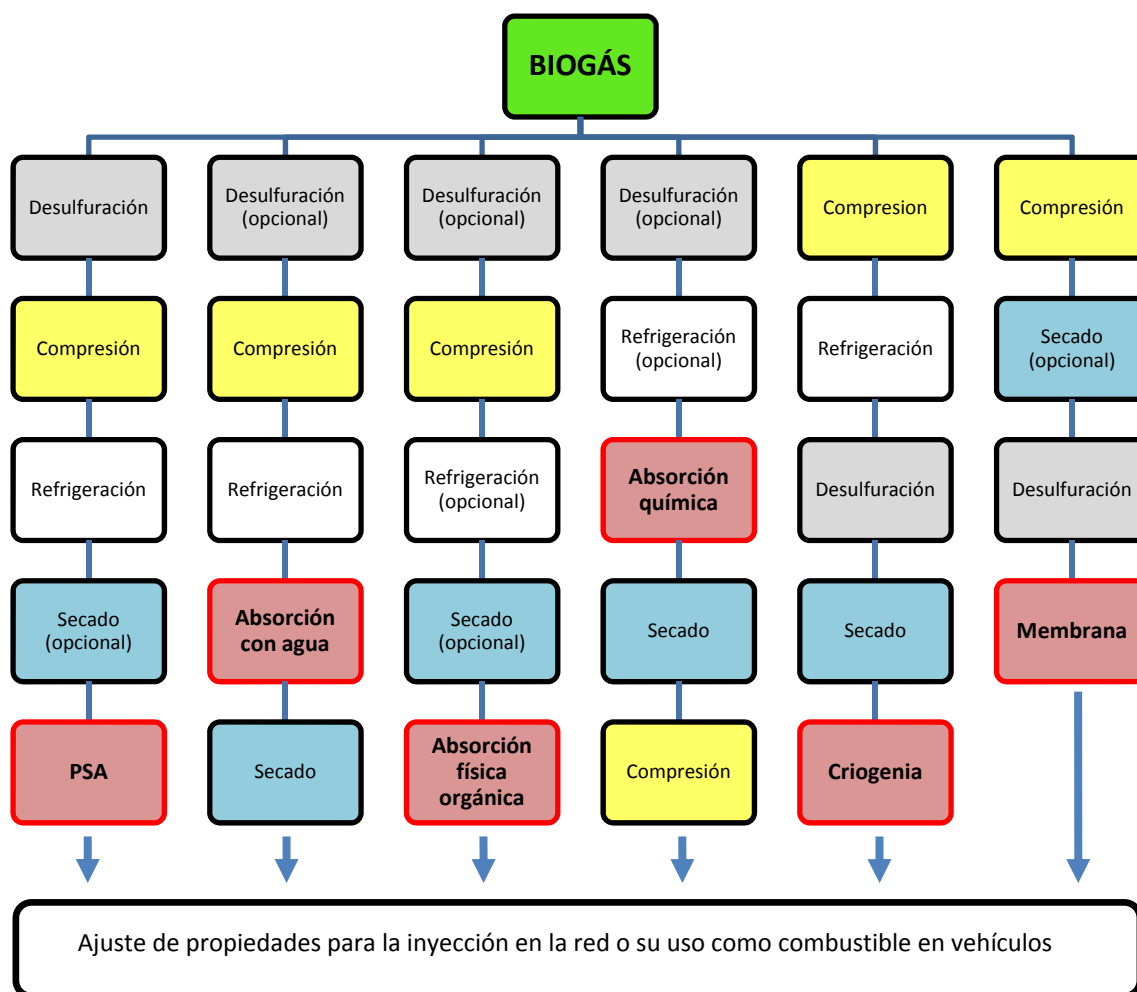 BIOGÁS
Desulfuración
Desulfuración
(opcional)
Desulfuración
(opcional)
Desulfuración
(opcional)
Compresion
Compresión
Compresión
Compresión
Compresión
Refrigeración
(opcional)
Refrigeración
Secado
(opcional)
Refrigeración
Refrigeración
Refrigeración
(opcional)
Absorción
química
Desulfuración
Desulfuración
Secado
(opcional)
Absorción
con agua
Secado
(opcional)
Secado
Secado
Membrana
PSA
Secado
Absorción
física
orgánica
Compresión
Criogenia
Ajuste de propiedades para la inyección en la red o su uso como combustible en vehículos